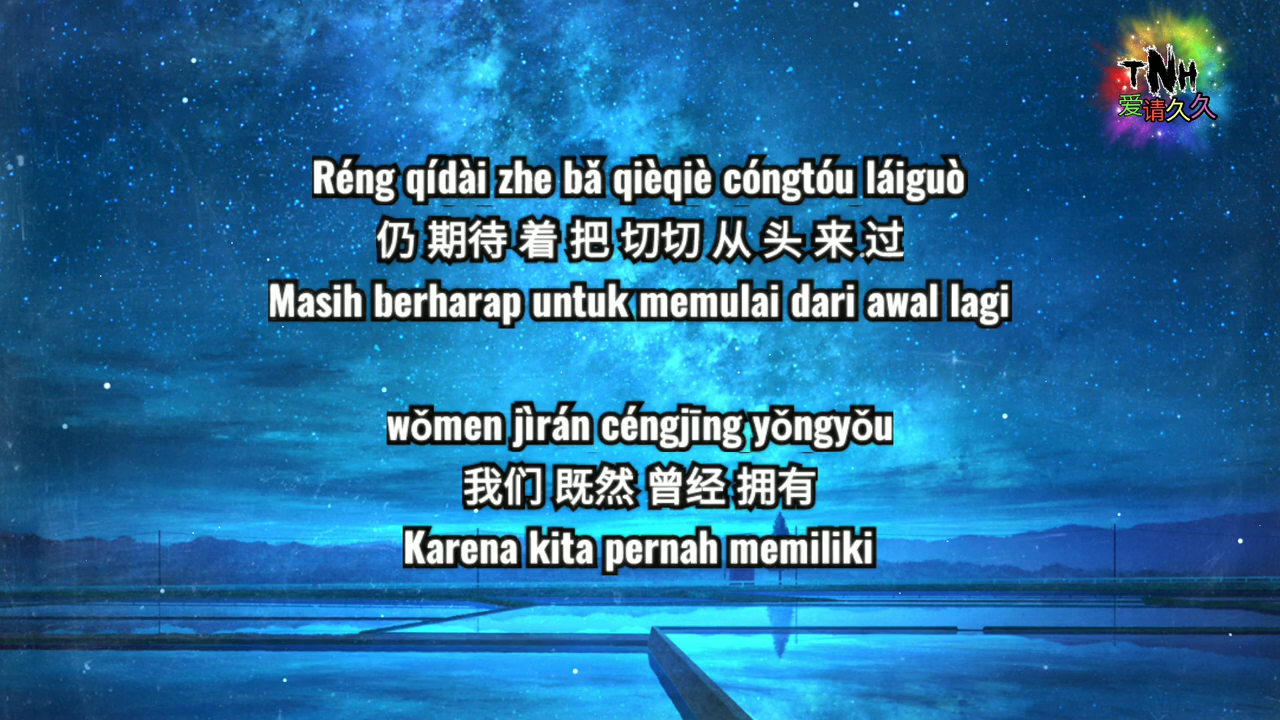 TNH
爱请久久
Réng qídài zhe bǎ qièqiè cóngtóu láiguò
仍 期待 着 把 切切 从 头 来 过
Masih berharap untuk memulai dari awal lagi
wǒmen jìrán céngjīng yǒngyǒu
我们 既然 曾经 拥有
Karena kita pernah memiliki